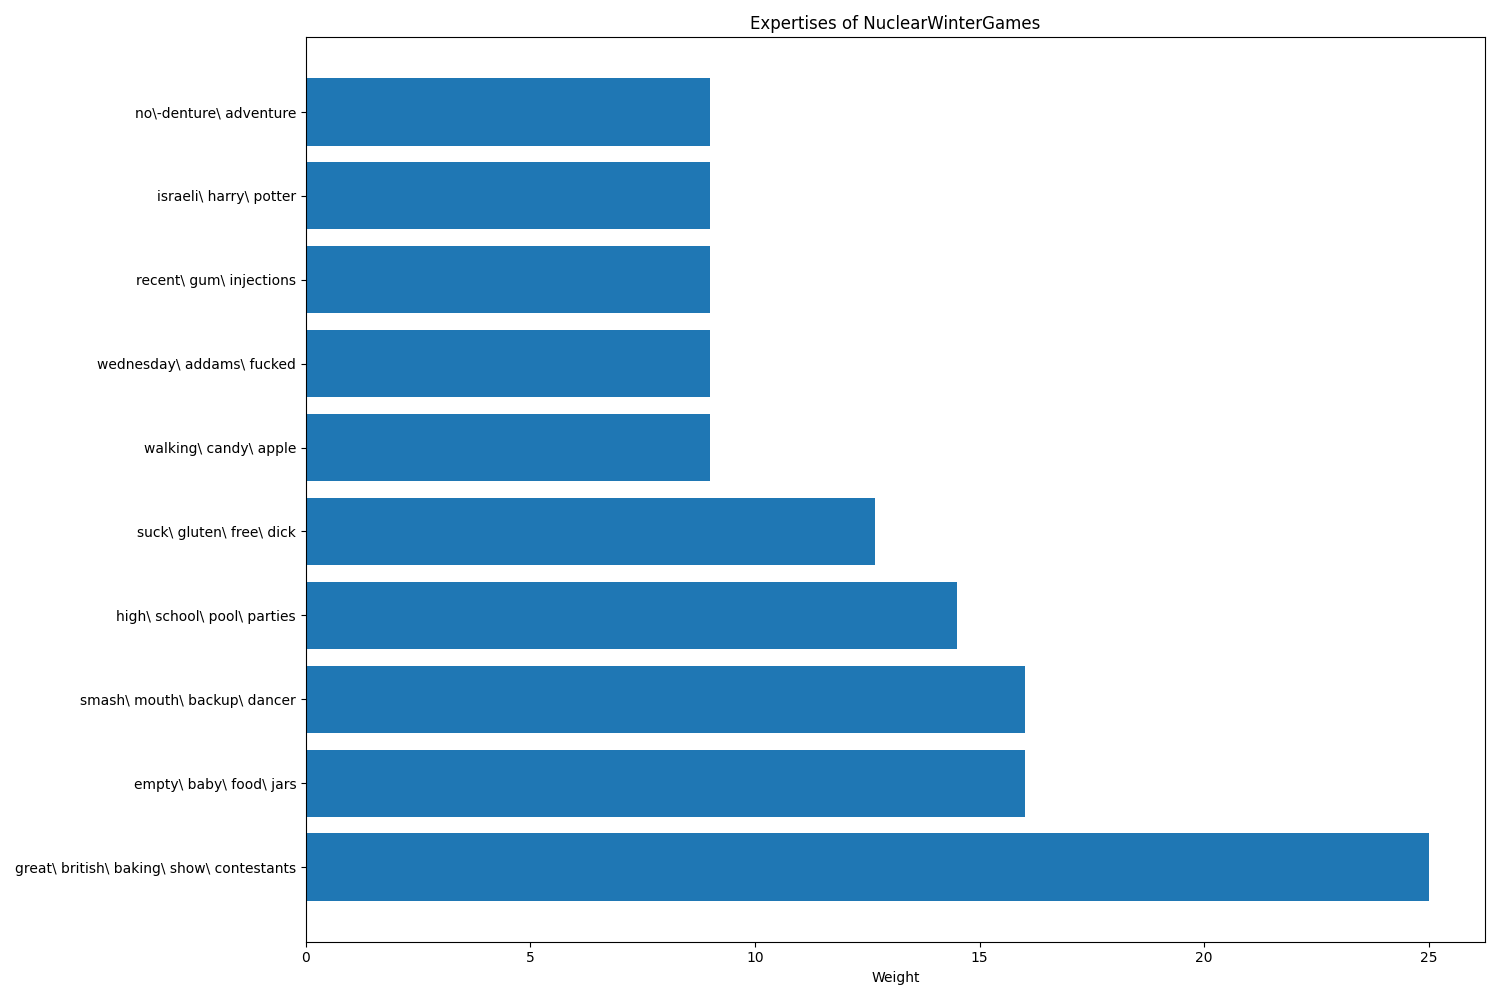 Expertises of NuclearWinterGames
no\-denture\ adventure
israeli\ harry\ potter
recent\ gum\ injections
wednesday\ addams\ fucked
walking\ candy\ apple
suck\ gluten\ free\ dick
high\ school\ pool\ parties
smash\ mouth\ backup\ dancer
empty\ baby\ food\ jars
great\ british\ baking\ show\ contestants
0 5 10 15 20 25
Weight